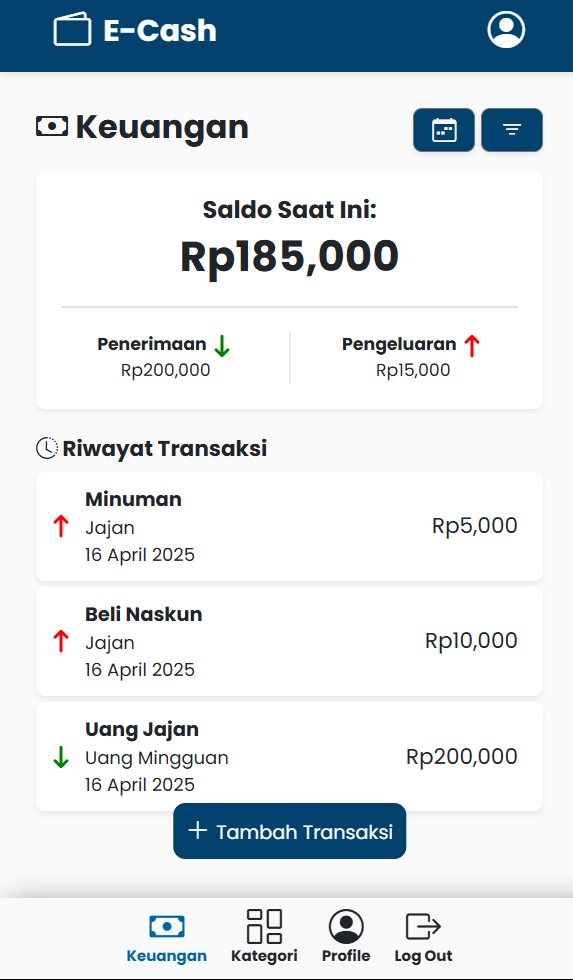 E-Cash
Keuangan
Saldo Saat Ini:
Rp185,000
Penerimaan
Rp200,000
Pengeluaran
Rp15,000
Riwayat Transaksi
Minuman
Jajan
16 April 2025
Rp5,000
Beli Naskun
Jajan
16 April 2025
Rp10,000
Uang Jajan
Uang Mingguan
16 April 2025
Rp200,000
+ Tambah Transaksi
Keuangan
Kategori
Profile
Log Out